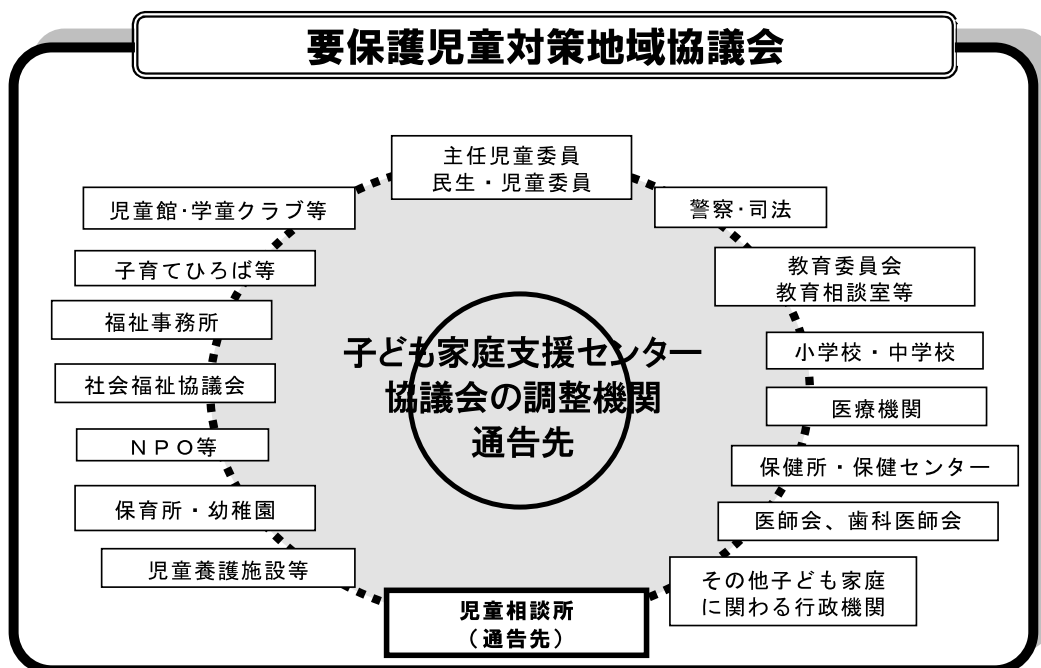 要保護児童対策地域協議会
主任児童委員
民生・児童委員
児童館・学童クラブ等
子育てひろば等
福祉事務所
社会福祉協議会
ＮＰＯ等
保育所・幼稚園
児童養護施設等
子ども家庭支援センター
協議会の調整機関
通告先
警察・司法
教育委員会
教育相談室等
小学校・中学校
医療機関
保健所・保健センター
医師会、歯科医師会
その他子ども家庭
に関わる行政機関
児童相談所
（通告先）